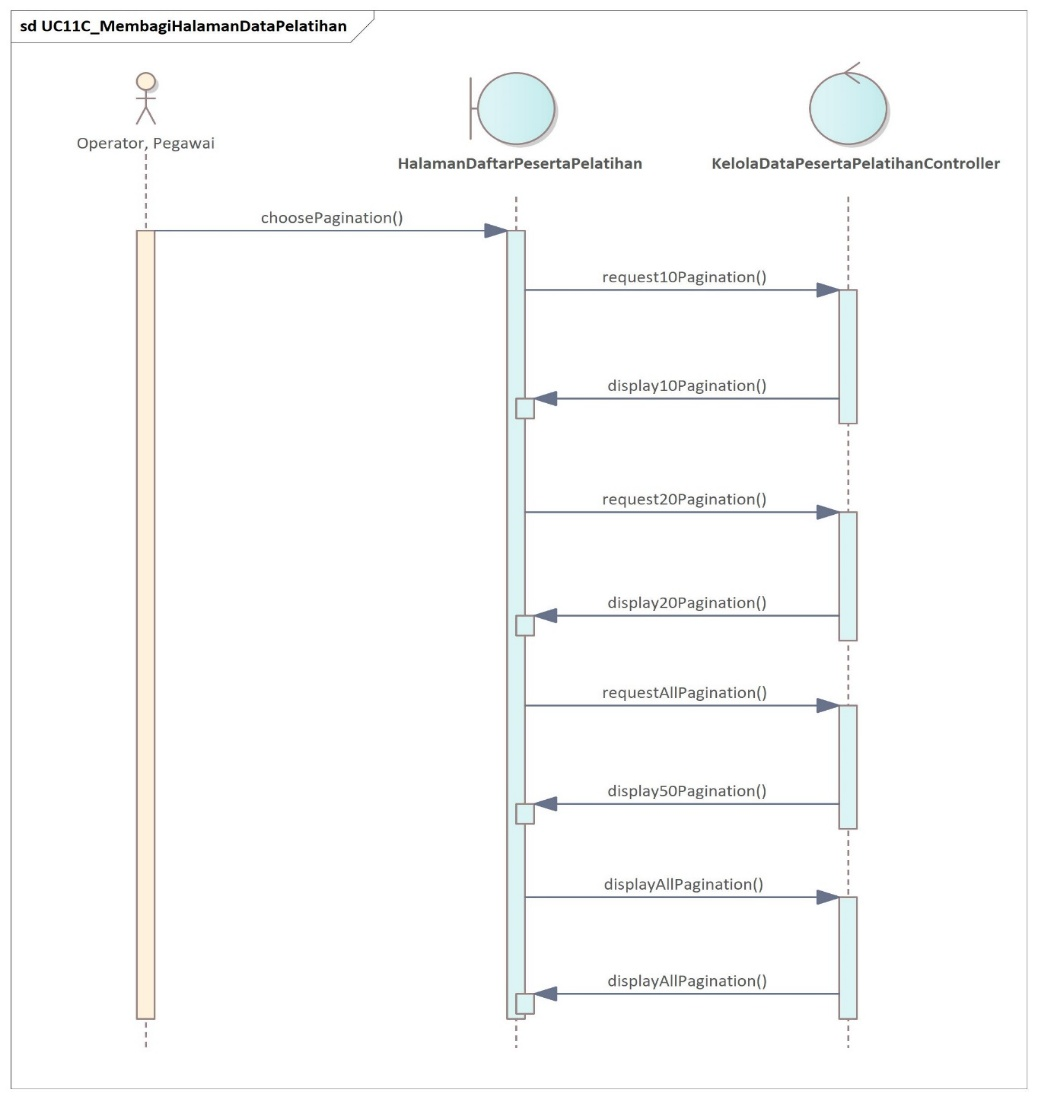 sd UC11C_MembagiHalamanDataPelatihan
Operator, Pegawai
HalamanDaftarPesertaPelatihan
KelolaDataPesertaPelatihanController
choosePagination()
request10Pagination()
display10Pagination()
request20Pagination()
display20Pagination()
requestAllPagination()
display50Pagination()
displayAllPagination()
displayAllPagination()